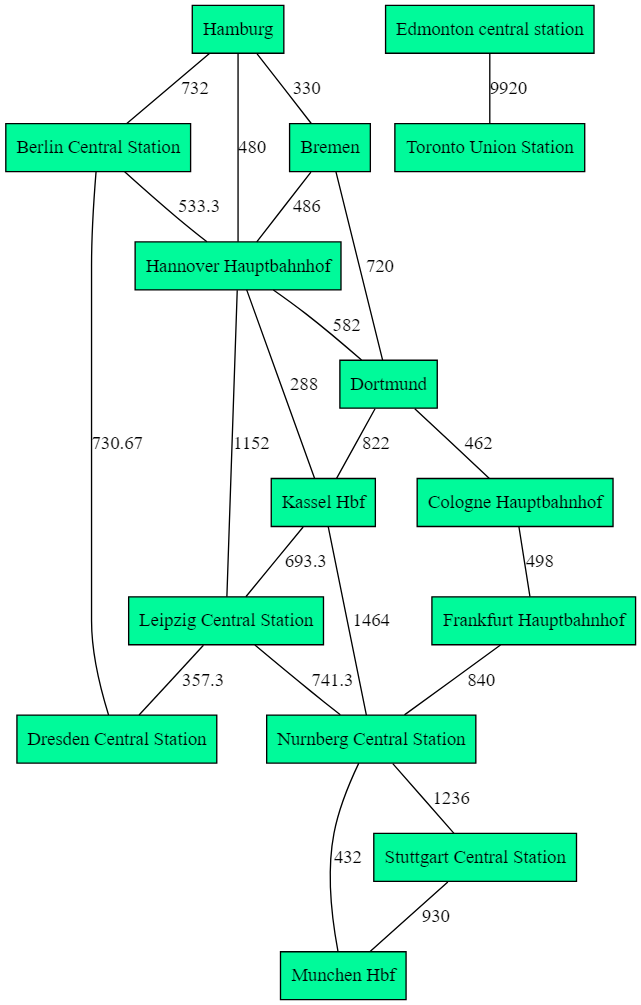 Hamburg
Edmonton central station
732
330
9920
Berlin Central Station
480
Bremen
Toronto Union Station
533.3
486
Hannover Hauptbahnhof
720
582
288
Dortmund
730.67
1152
822
462
Kassel Hbf
Cologne Hauptbahnhof
693.3
498
Leipzig Central Station
1464
Frankfurt Hauptbahnhof
357.3
741.3
840
Dresden Central Station
Nurnberg Central Station
1236
432
Stuttgart Central Station
930
Munchen Hbf